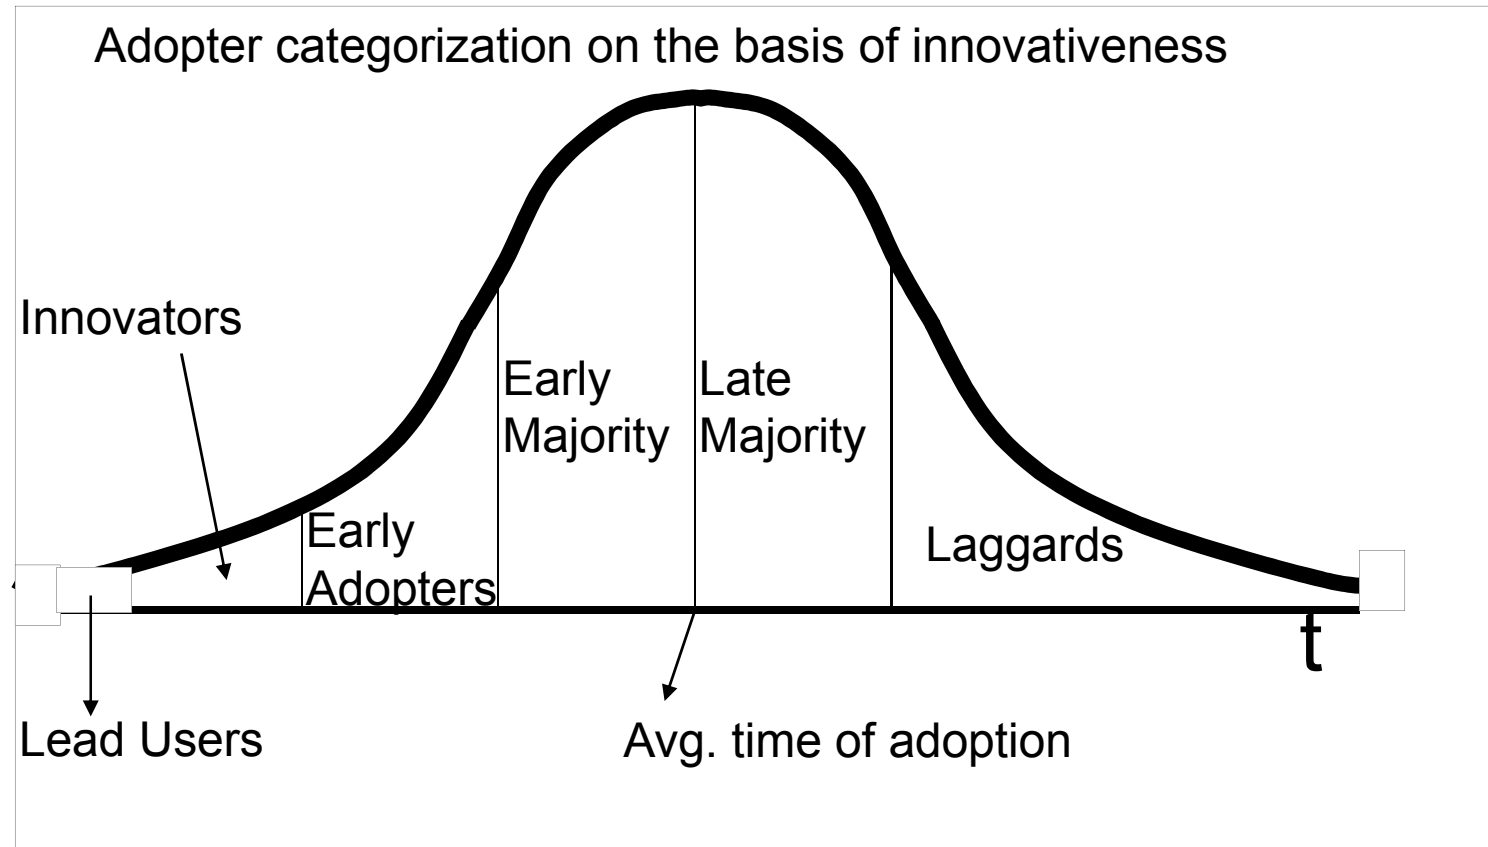 Adopter categorization on the basis of innovativeness
Innovators
Early
Majority
Late
Majority
Early
Adopters
Laggards
t
Lead Users
Avg. time of adoption